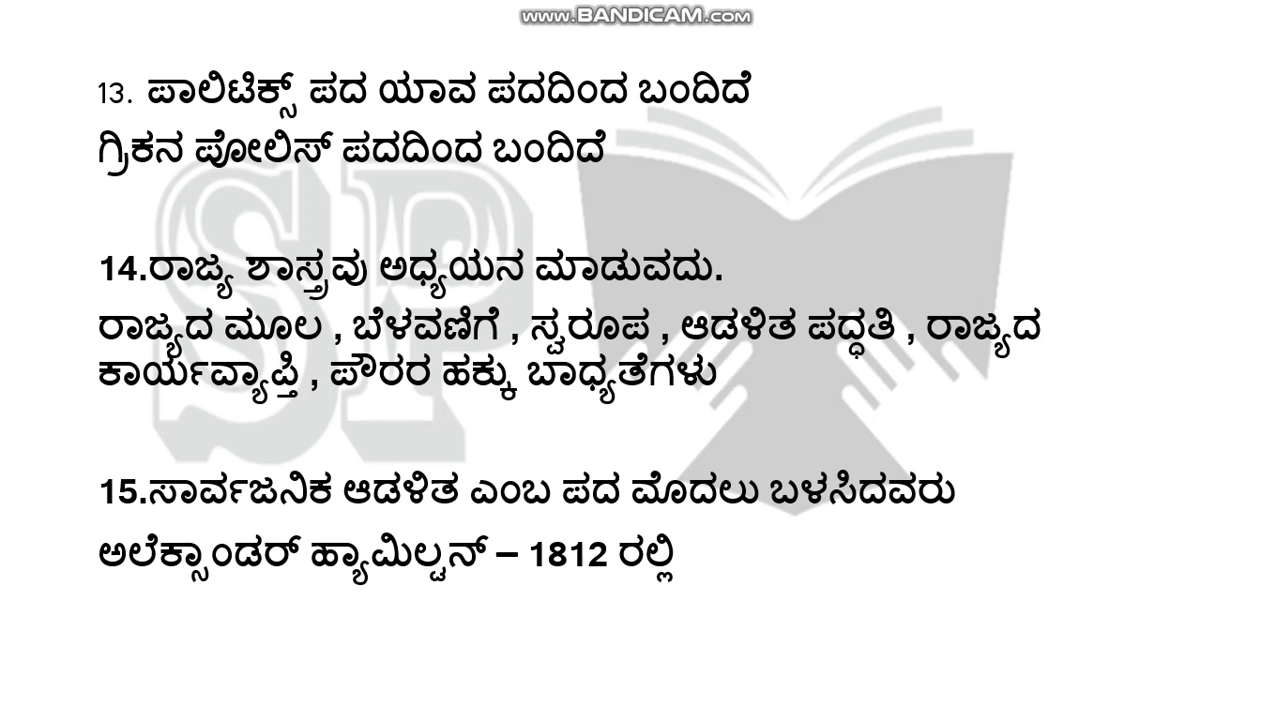 www.BANDICAM.com
13. ಪಾಲಿಟಿಕ್ಸ್ ಪದ ಯಾವ ಪದದಿಂದ ಬಂದಿದೆ
ಗ್ರಿಕನ ಪೋಲಿಸ್ ಪದದಿಂದ ಬಂದಿದೆ
SP
14.ರಾಜ್ಯ ಶಾಸ್ತ್ರವು ಅಧ್ಯಯನ ಮಾಡುವದು.
ರಾಜ್ಯದ ಮೂಲ , ಬೆಳವಣಿಗೆ , ಸ್ವರೂಪ , ಆಡಳಿತ ಪದ್ಧತಿ , ರಾಜ್ಯದ
ಕಾರ್ಯವ್ಯಾಪ್ತಿ , ಪೌರರ ಹಕ್ಕು ಬಾಧ್ಯತೆಗಳು
15.ಸಾರ್ವಜನಿಕ ಆಡಳಿತ ಎಂಬ ಪದ ಮೊದಲು ಬಳಸಿದವರು
ಅಲೆಕ್ಸಾಂಡರ್ ಹ್ಯಾಮಿಲ್ಟನ್ – 1812 ರಲ್ಲಿ